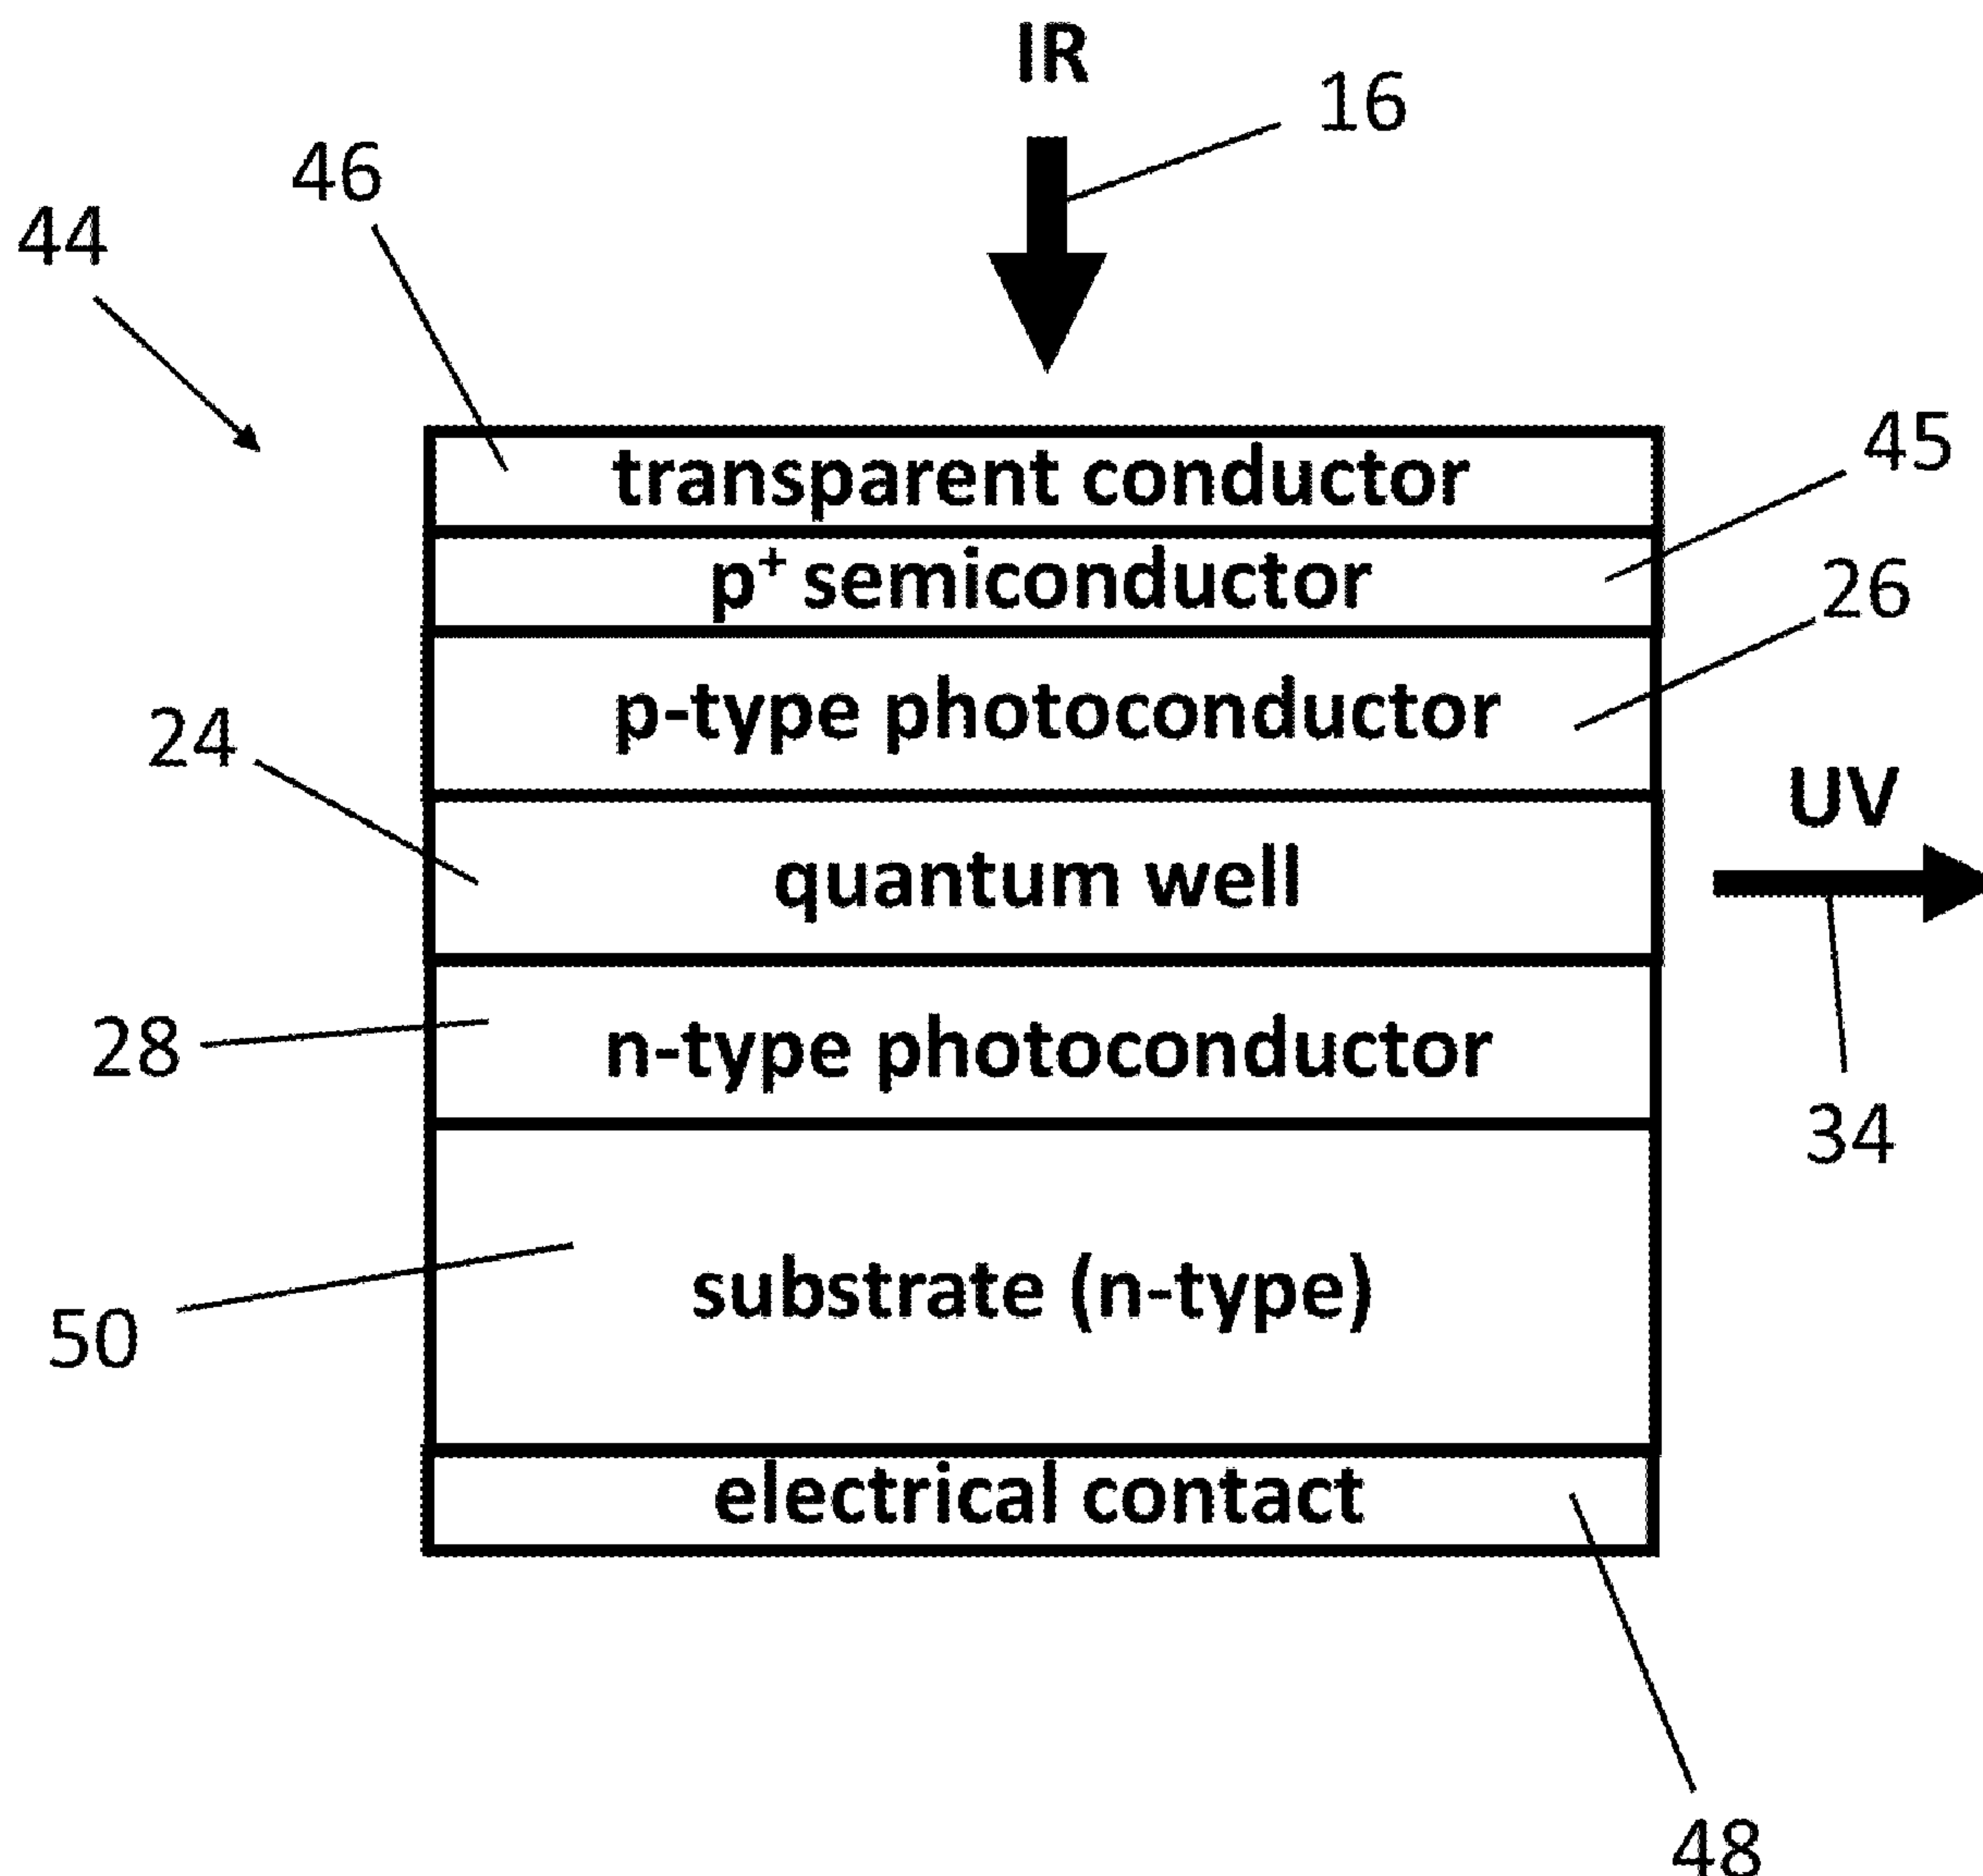 IR
16
46
44
transparent conductor
45
p⁺ semiconductor
26
p-type photoconductor
24
UV
quantum well
28
n-type photoconductor
34
substrate (n-type)
50
electrical contact
48